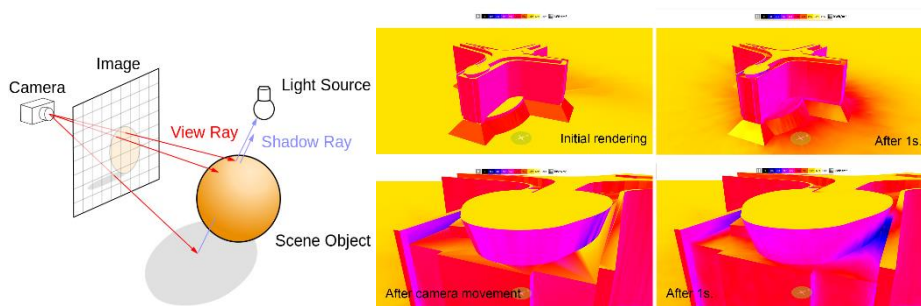 Image
Camera
Light Source
View Ray
Shadow Ray
Scene Object
Initial rendering
After 1s.
After camera movement
After 1s.